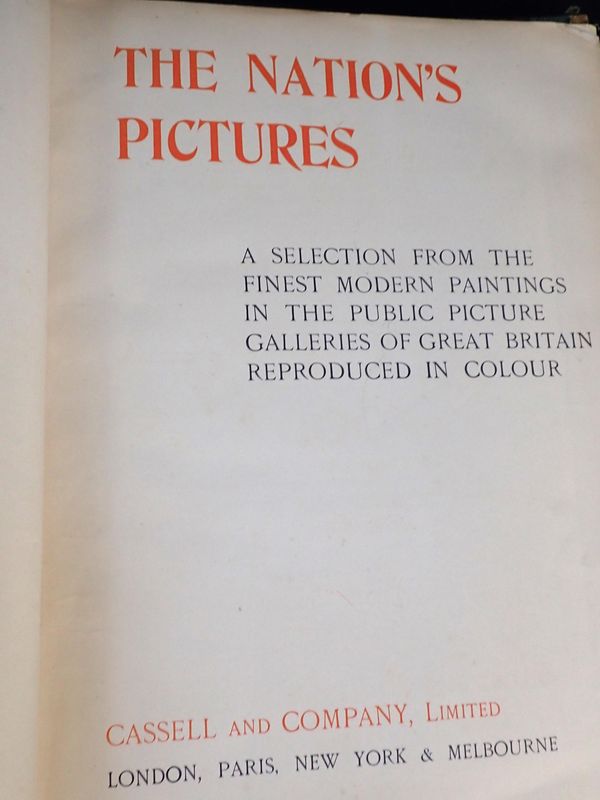 THE NATION'S
PICTURES
A SELECTION FROM THE
FINEST MODERN PAINTINGS
IN THE PUBLIC PICTURE
GALLERIES OF GREAT BRITAIN
REPRODUCED IN COLOUR
CASSELL AND COMPANY, LIMITED
LONDON, PARIS, NEW YORK & MELBOURNE